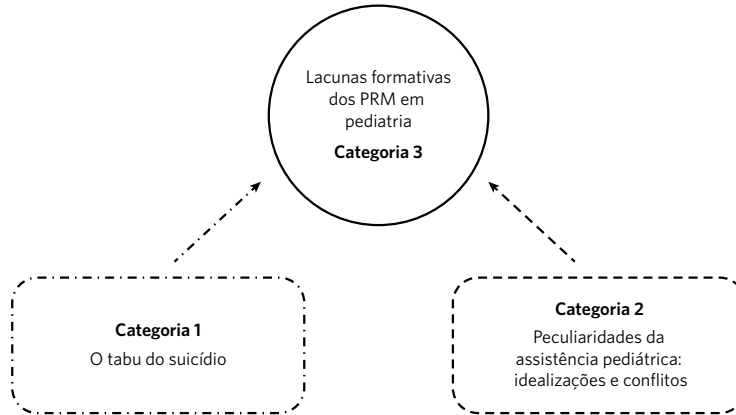 Lacunas formativas
dos PRM em
pediatria
Categoria 3
Categoria 1
O tabu do suicídio
Categoria 2
Peculiaridades da
assistência pediátrica:
idealizações e conflitos